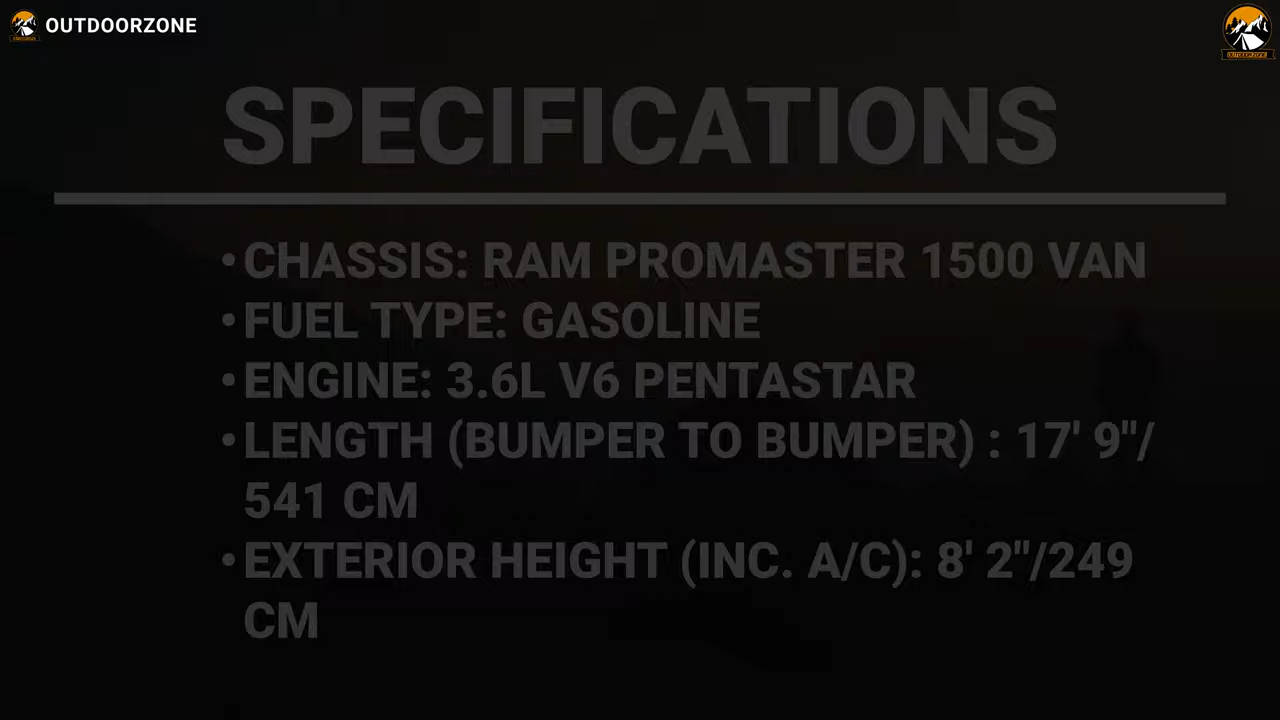 OUTDOORZONE
OUTDOORZONE
SPECIFICATIONS
• CHASSIS: RAM PROMASTER 1500 VAN
• FUEL TYPE: GASOLINE
• ENGINE: 3.6L V6 PENTASTAR
• LENGTH (BUMPER TO BUMPER) : 17' 9"/
541 CM
• EXTERIOR HEIGHT (INC. A/C): 8' 2"/249
CM